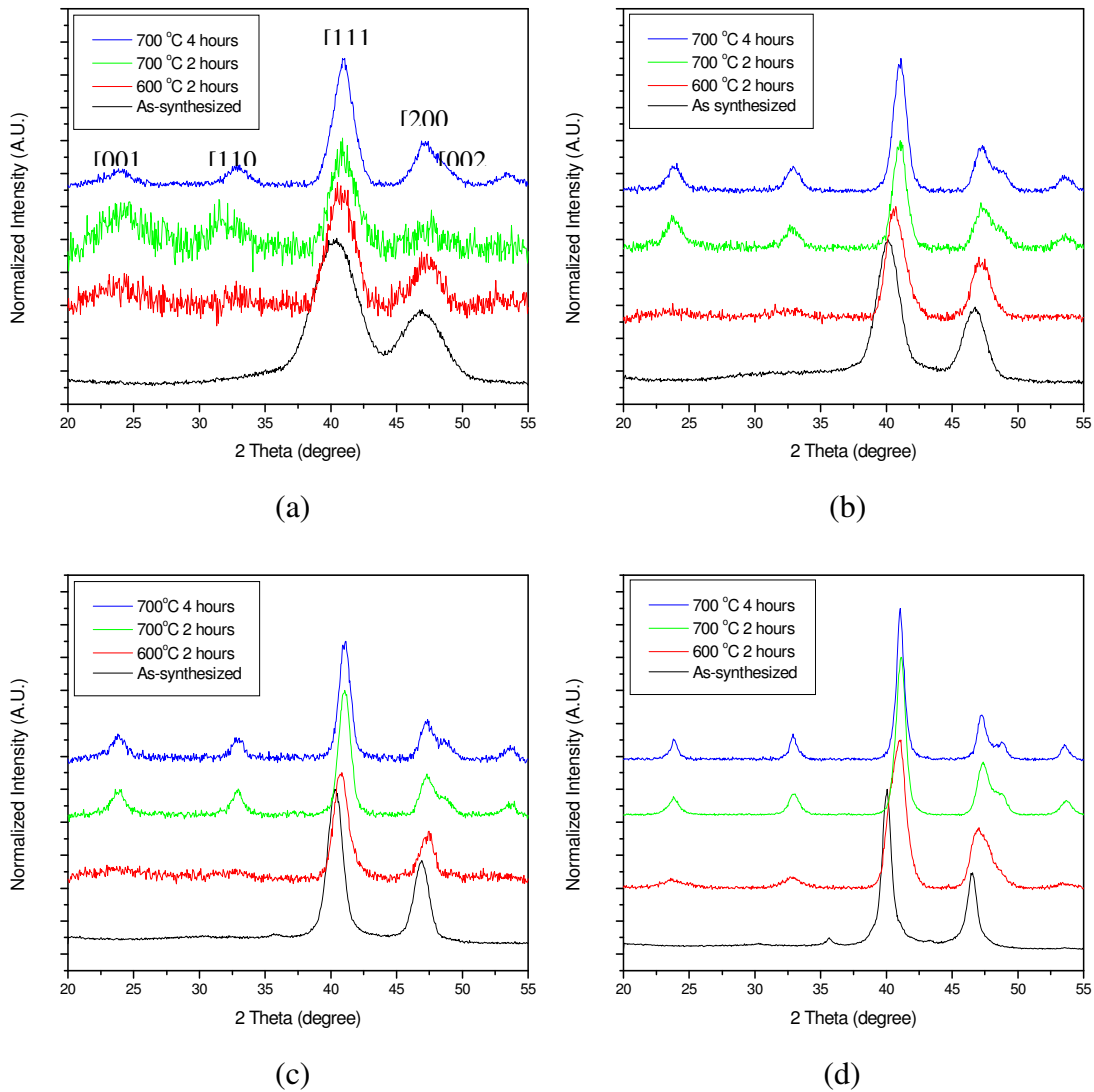 700 °C 4 hours
700 °C 2 hours
600 °C 2 hours
As-synthesized
[111
[200
[002
[001
[110
Normalized Intensity (A.U.)
20 25 30 35 40 45 50 55
2 Theta (degree)
(a)
700 °C 4 hours
700 °C 2 hours
600 °C 2 hours
As synthesized
Normalized Intensity (A.U.)
20 25 30 35 40 45 50 55
2 Theta (degree)
(b)
700°C 4 hours
700°C 2 hours
600°C 2 hours
As-synthesized
Normalized Intensity (A.U.)
20 25 30 35 40 45 50 55
2 Theta (degree)
(c)
700 °C 4 hours
700 °C 2 hours
600 °C 2 hours
As-synthesized
Normalized Intensity (A.U.)
20 25 30 35 40 45 50 55
2 Theta (degree)
(d)